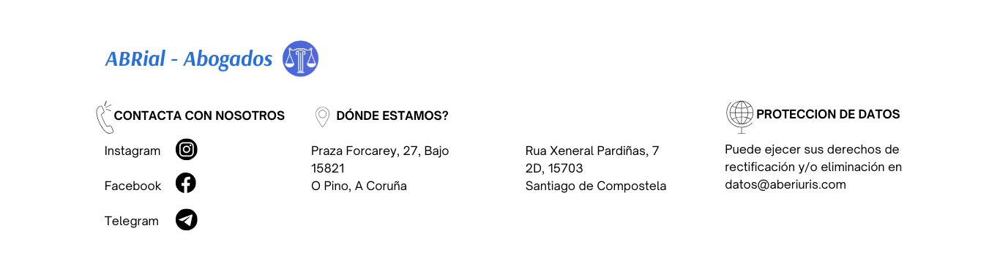 ABRial - Abogados
CONTACTA CON NOSOTROS
Instagram
Facebook
Telegram
DÓNDE ESTAMOS?
Praza Forcarey, 27, Bajo
15821
O Pino, A Coruña
Rua Xeneral Pardiñas, 7
2D, 15703
Santiago de Compostela
PROTECCION DE DATOS
Puede ejecer sus derechos de
rectificación y/o eliminación en
datos@aberiuris.com